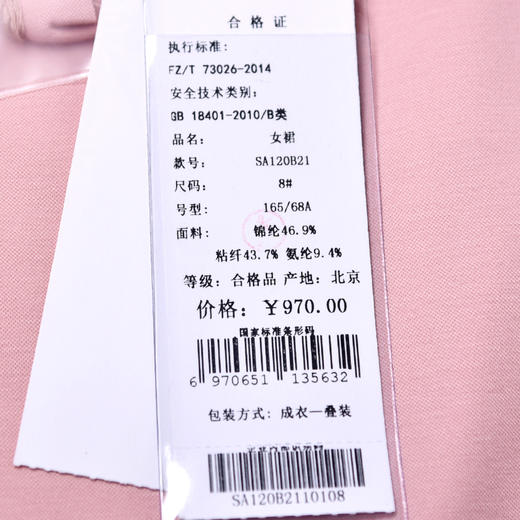 合格证
执行标准:
FZ/T 73026-2014
安全技术类别:
GB 18401-2010/B类
品名: 女裙
款号: SA120B21
尺码: 8#
号型: 165/68A
面料: 锦纶46.9%
粘纤43.7% 氨纶9.4%
等级: 合格品 产地: 北京
价格: ￥970.00
国家标准条形码
6 970651 135632
包装方式: 成衣—叠装
SA120B2110108